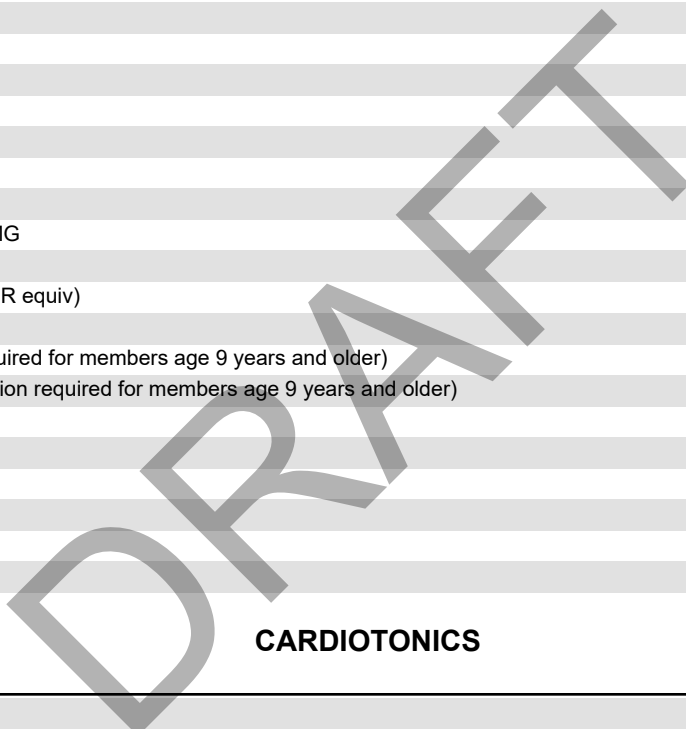 IG
R equiv)
uired for members age 9 years and older)
ion required for members age 9 years and older)
DRAFT
CARDIOTONICS